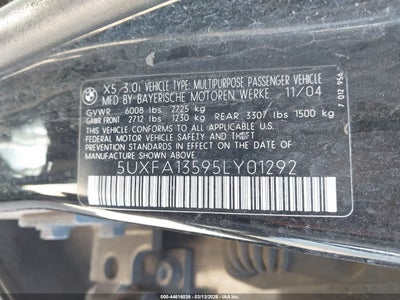 X5 3.0i VEHICLE TYPE: MULTIPURPOSE PASSENGER VEHICLE
MFD BY BAYERISCHE MOTOREN WERKE 11/04
GVWR 6008 lbs 2725 kg
GAWR FRONT 2712 lbs 1230 kg REAR 3307 lbs 1500 kg
THIS VEHICLE CONFORMS TO ALL APPLICABLE
FEDERAL MOTOR VEHICLE SAFETY, BUMPER AND THEFT
PREVENTION STANDARDS IN EFFECT ON THE DATE OF
MANUFACTURE SHOWN ABOVE.
5UXFA13595LY01292
7 012 956
000-44616038 - 03/13/2026 -